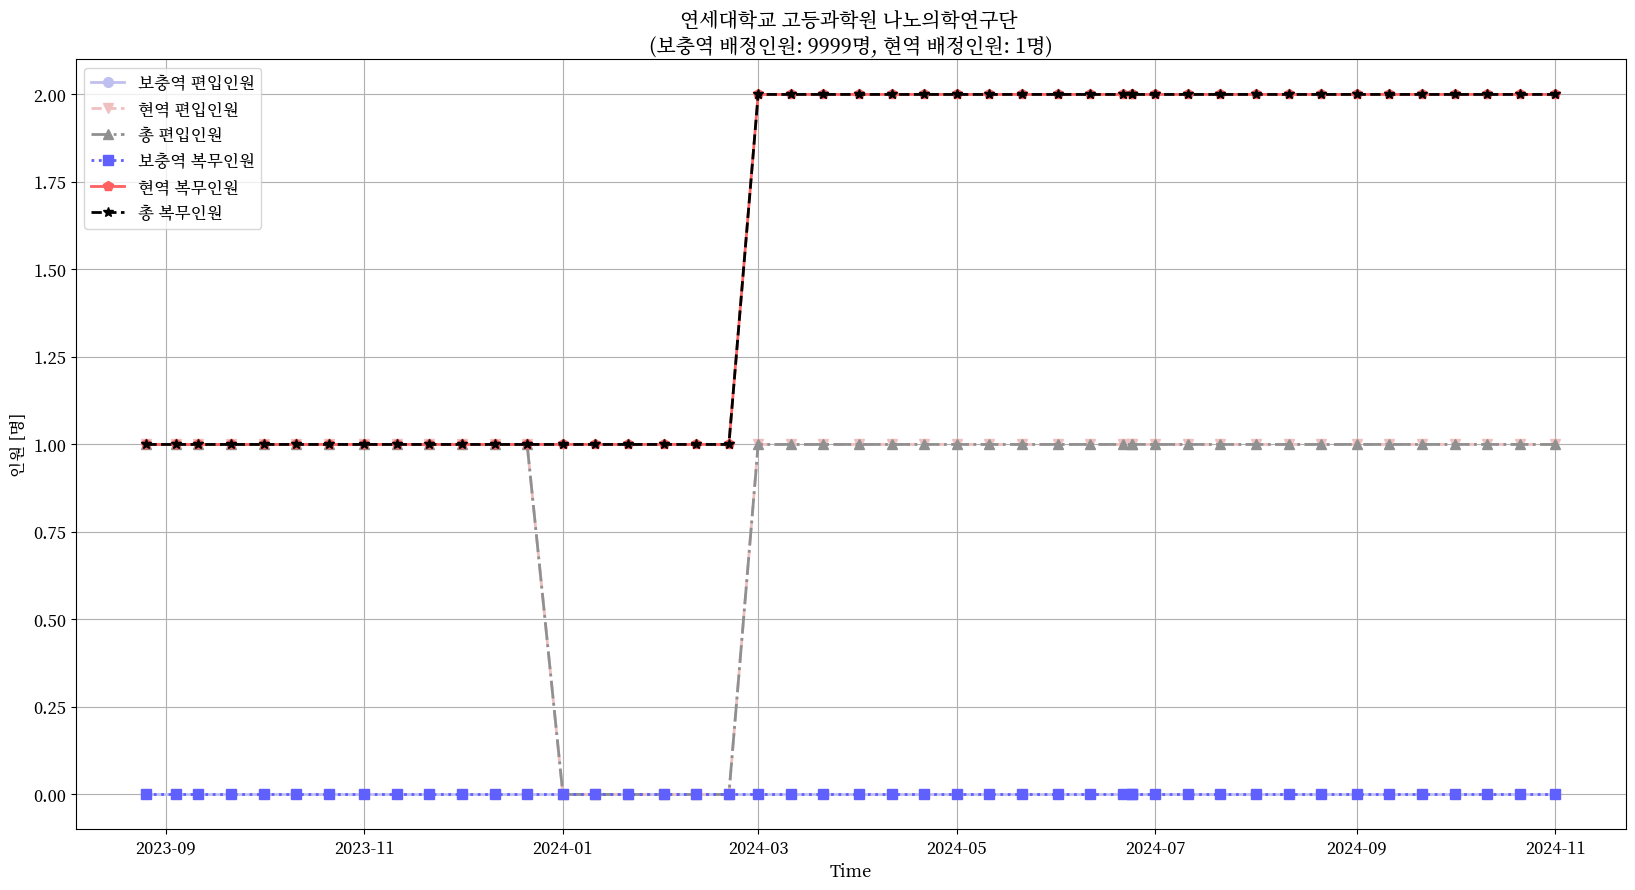 연세대학교 고등과학원 나노의학연구단
(보충역 배정인원: 9999명, 현역 배정인원: 1명)
보충역 편입인원
현역 편입인원
총 편입인원
보충역 복무인원
현역 복무인원
총 복무인원
2.00
1.75
1.50
1.25
1.00
0.75
0.50
0.25
0.00
인원 [명]
2023-09 2023-11 2024-01 2024-03 2024-05 2024-07 2024-09 2024-11
Time